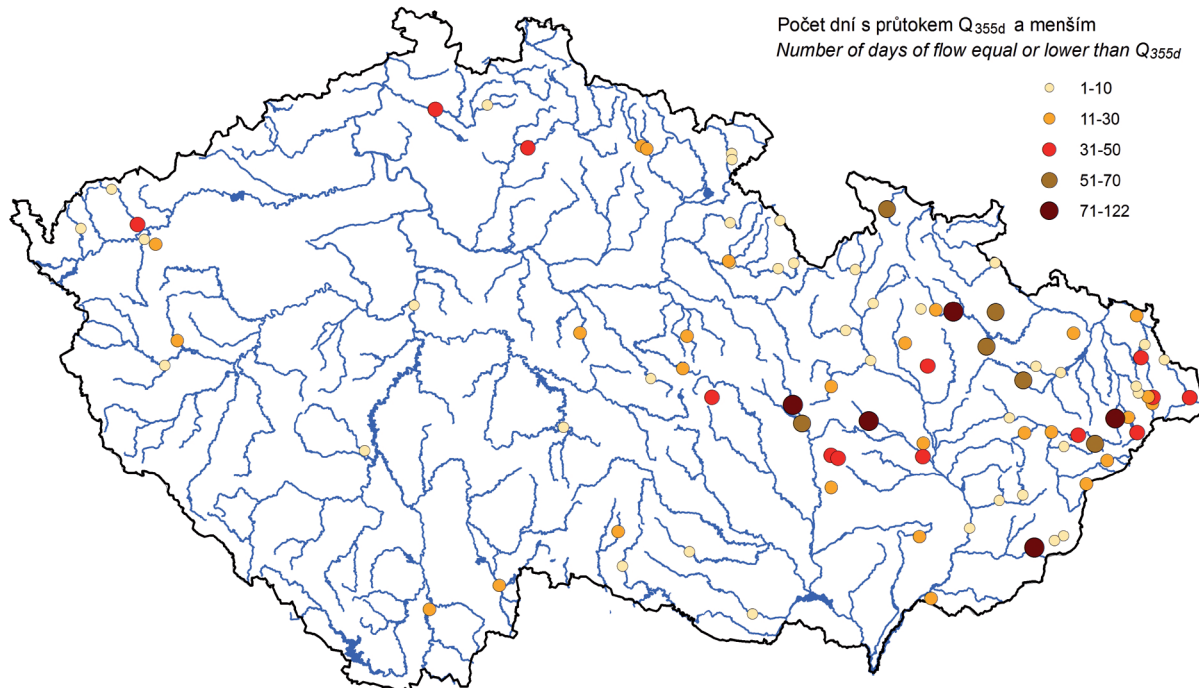 Počet dní s průtokem Q355d a menším
Number of days of flow equal or lower than Q355d
1-10
11-30
31-50
51-70
71-122